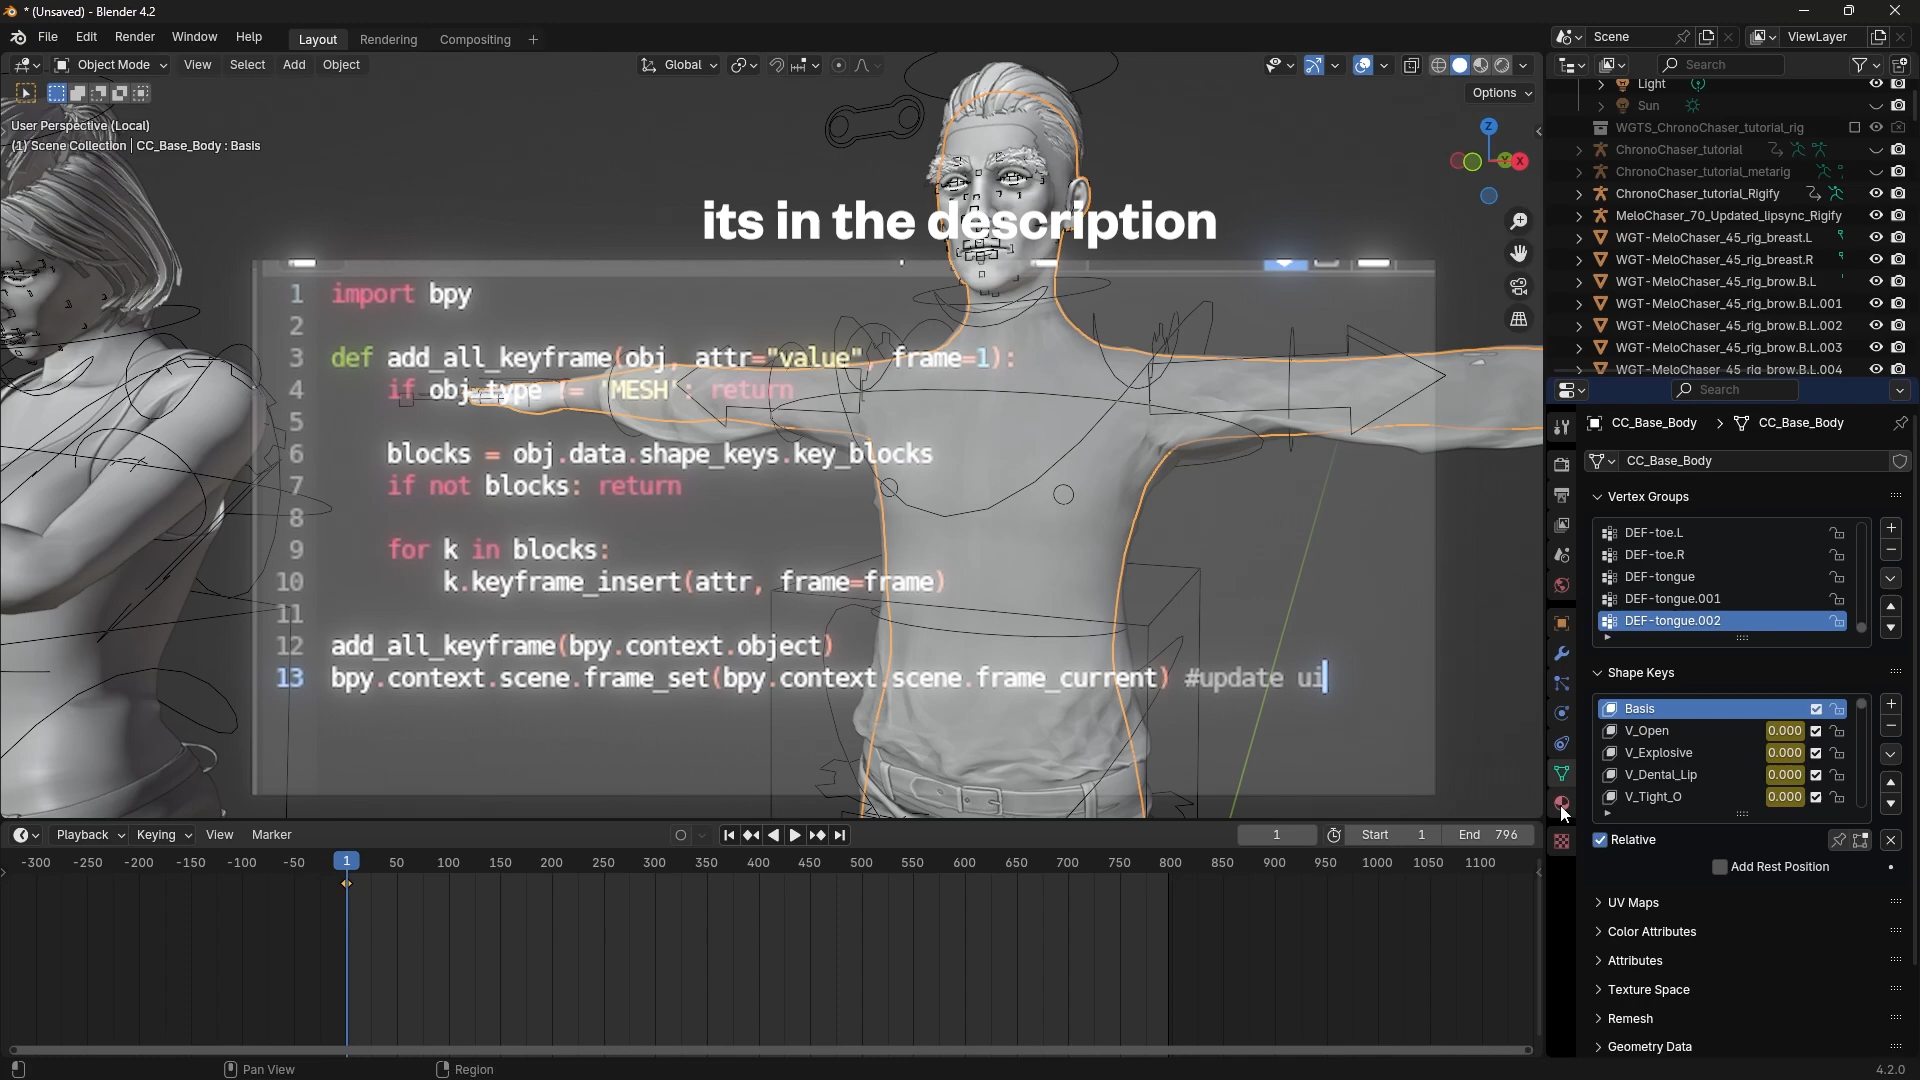 * (Unsaved) - Blender 4.2
File Edit Render Window Help Layout Rendering Compositing + Scene ViewLayer
Object Mode View Select Add Object Global Search
Options
User Perspective (Local)
(1) Scene Collection | CC_Base_Body : Basis
Z
Y X
its in the description
1 import bpy
2
3 def add_all_keyframe(obj, attr="value", frame=1):
4 if obj.type != 'MESH': return
5
6 blocks = obj.data.shape_keys.key_blocks
7 if not blocks: return
8
9 for k in blocks:
10 k.keyframe_insert(attr, frame=frame)
11
12 add_all_keyframe(bpy.context.object)
13 bpy.context.scene.frame_set(bpy.context.scene.frame_current) #update ui
Light
Sun
WGTS_ChronoChaser_tutorial_rig
ChronoChaser_tutorial
ChronoChaser_tutorial_metarig
ChronoChaser_tutorial_Rigify
MeloChaser_70_Updated_lipsync_Rigify
WGT-MeloChaser_45_rig_breast.L
WGT-MeloChaser_45_rig_breast.R
WGT-MeloChaser_45_rig_brow.B.L
WGT-MeloChaser_45_rig_brow.B.L.001
WGT-MeloChaser_45_rig_brow.B.L.002
WGT-MeloChaser_45_rig_brow.B.L.003
WGT-MeloChaser_45_rig_brow.B.L.004
Search
CC_Base_Body CC_Base_Body
CC_Base_Body
Vertex Groups
DEF-toe.L
DEF-toe.R
DEF-tongue
DEF-tongue.001
DEF-tongue.002
Shape Keys
Basis
V_Open 0.000
V_Explosive 0.000
V_Dental_Lip 0.000
V_Tight_O 0.000
Relative
Add Rest Position
UV Maps
Color Attributes
Attributes
Texture Space
Remesh
Geometry Data
Playback Keying View Marker 1 Start 1 End 796
-300 -250 -200 -150 -100 -50 1 50 100 150 200 250 300 350 400 450 500 550 600 650 700 750 800 850 900 950 1000 1050 1100
Pan View Region 4.2.0